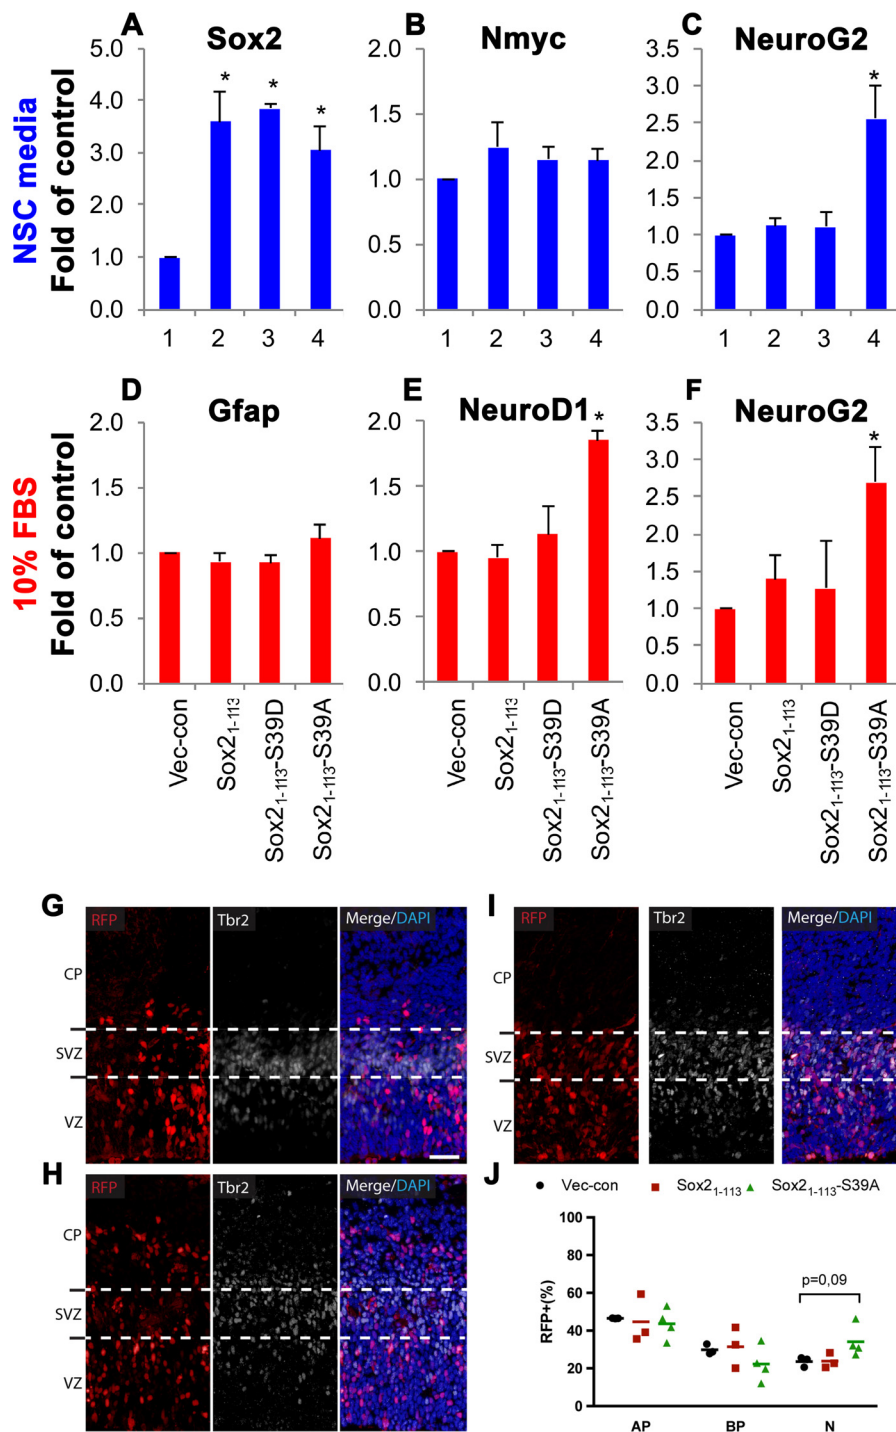 A
Sox2
NSC media
Fold of control
5.0
4.0
3.0
2.0
1.0
0.0
*
*
*
1 2 3 4
B
Nmyc
2.0
1.5
1.0
0.5
0.0
1 2 3 4
C
NeuroG2
3.5
3.0
2.5
2.0
1.5
1.0
0.5
0.0
*
1 2 3 4
D
Gfap
10% FBS
Fold of control
2.0
1.5
1.0
0.5
0.0
Vec-con
Sox2₁₋₁₁₃
Sox2₁₋₁₁₃-S39D
Sox2₁₋₁₁₃-S39A
E
NeuroD1
2.0
1.5
1.0
0.5
0.0
*
Vec-con
Sox2₁₋₁₁₃
Sox2₁₋₁₁₃-S39D
Sox2₁₋₁₁₃-S39A
F
NeuroG2
3.5
3.0
2.5
2.0
1.5
1.0
0.5
0.0
*
Vec-con
Sox2₁₋₁₁₃
Sox2₁₋₁₁₃-S39D
Sox2₁₋₁₁₃-S39A
G
RFP
Tbr2
Merge/DAPI
CP
SVZ
VZ
H
RFP
Tbr2
Merge/DAPI
CP
SVZ
VZ
I
RFP
Tbr2
Merge/DAPI
CP
SVZ
VZ
J
Vec-con Sox2₁₋₁₁₃ Sox2₁₋₁₁₃-S39A
RFP+(%)
100
80
60
40
20
0
p=0,09
AP BP N